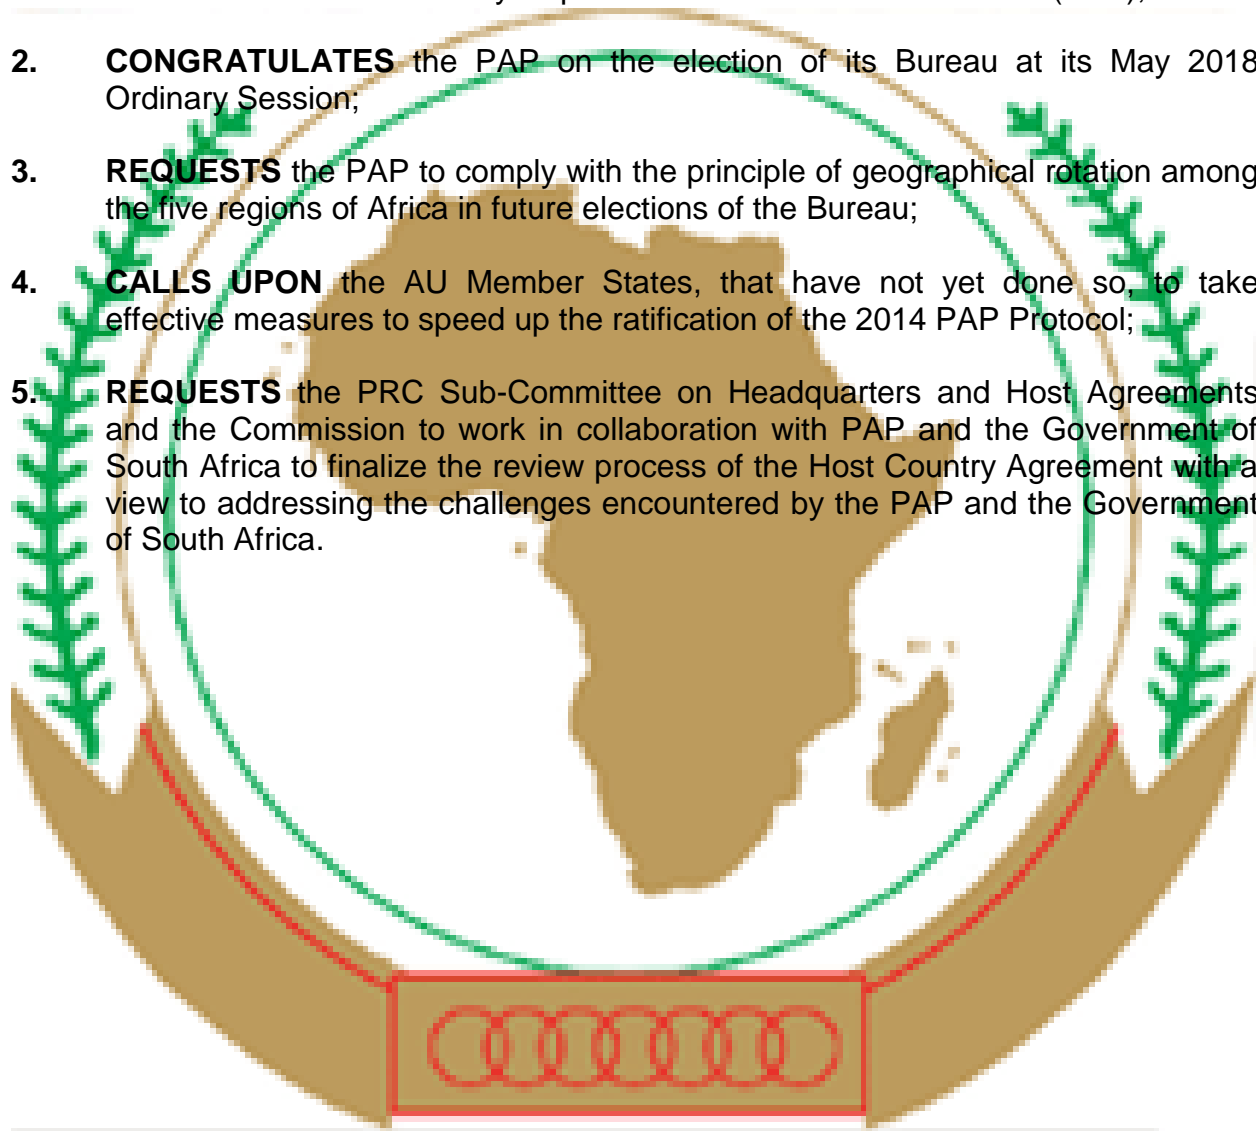 2. CONGRATULATES the PAP on the election of its Bureau at its May 2018
Ordinary Session;
3. REQUESTS the PAP to comply with the principle of geographical rotation among
the five regions of Africa in future elections of the Bureau;
4. CALLS UPON the AU Member States, that have not yet done so, to take
effective measures to speed up the ratification of the 2014 PAP Protocol;
5. REQUESTS the PRC Sub-Committee on Headquarters and Host Agreements
and the Commission to work in collaboration with PAP and the Government of
South Africa to finalize the review process of the Host Country Agreement with a
view to addressing the challenges encountered by the PAP and the Government
of South Africa.